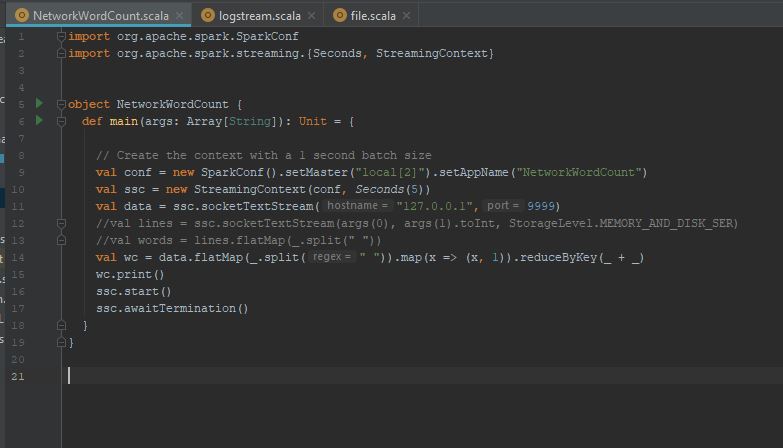 NetworkWordCount.scala × logstream.scala × file.scala ×
1 import org.apache.spark.SparkConf
2 import org.apache.spark.streaming.{Seconds, StreamingContext}
3
4
5 object NetworkWordCount {
6 def main(args: Array[String]): Unit = {
7
8 // Create the context with a 1 second batch size
9 val conf = new SparkConf().setMaster("local[2]").setAppName("NetworkWordCount")
10 val ssc = new StreamingContext(conf, Seconds(5))
11 val data = ssc.socketTextStream( hostname = "127.0.0.1", port = 9999)
12 //val lines = ssc.socketTextStream(args(0), args(1).toInt, StorageLevel.MEMORY_AND_DISK_SER)
13 //val words = lines.flatMap(_.split(" "))
14 val wc = data.flatMap(_.split( regex = " ")).map(x => (x, 1)).reduceByKey(_ + _)
15 wc.print()
16 ssc.start()
17 ssc.awaitTermination()
18 }
19 }
20
21